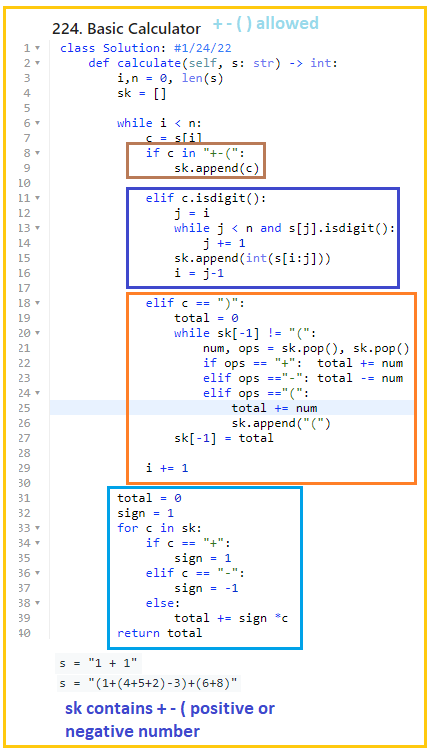 224. Basic Calculator + - ( ) allowed
1 class Solution: #1/24/22
2 def calculate(self, s: str) -> int:
3 i,n = 0, len(s)
4 sk = []
5
6 while i < n:
7 c = s[i]
8 if c in "+-(":
9 sk.append(c)
10
11 elif c.isdigit():
12 j = i
13 while j < n and s[j].isdigit():
14 j += 1
15 sk.append(int(s[i:j]))
16 i = j-1
17
18 elif c == ")":
19 total = 0
20 while sk[-1] != "(":
21 num, ops = sk.pop(), sk.pop()
22 if ops == "+": total += num
23 elif ops =="-": total -= num
24 elif ops =="(":
25 total += num
26 sk.append("(")
27 sk[-1] = total
28
29 i += 1
30
31 total = 0
32 sign = 1
33 for c in sk:
34 if c == "+":
35 sign = 1
36 elif c == "-":
37 sign = -1
38 else:
39 total += sign *c
40 return total
s = "1 + 1"
s = "(1+(4+5+2)-3)+(6+8)"
sk contains + - ( positive or
negative number